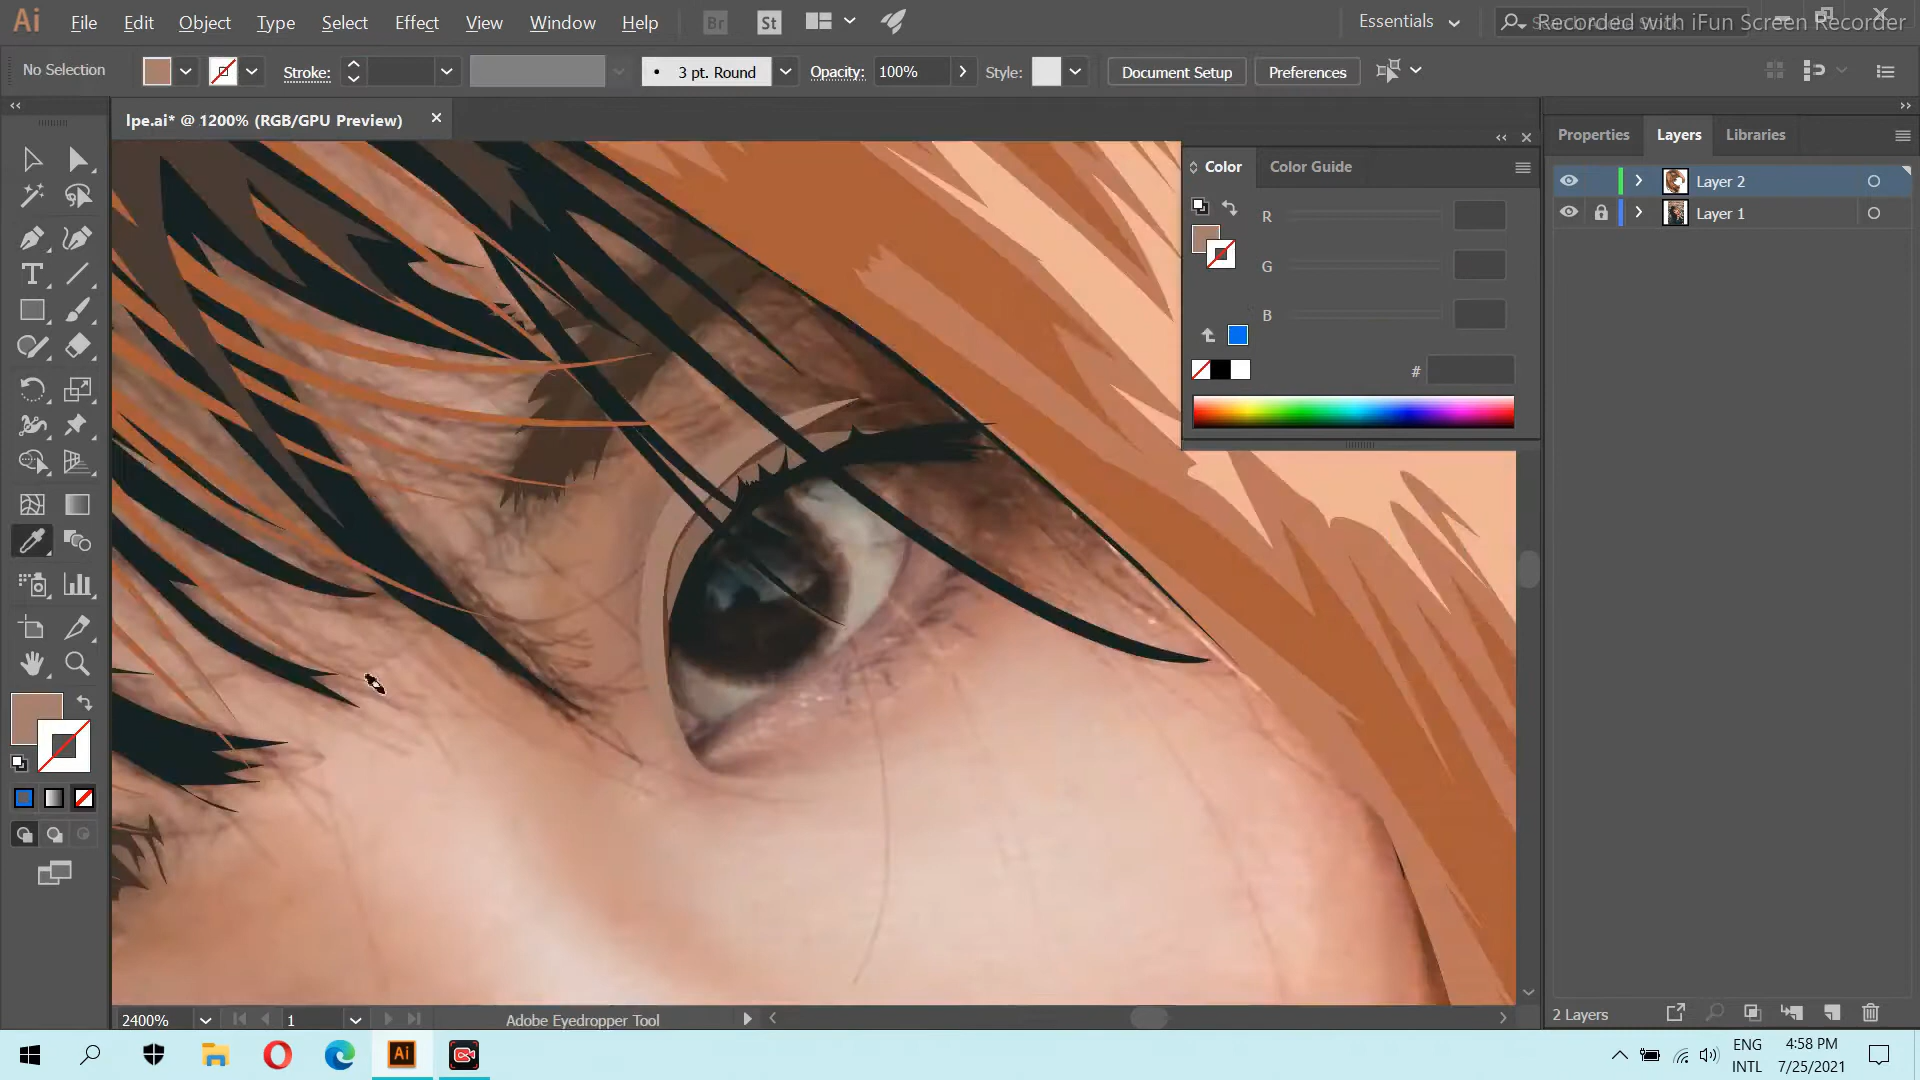 Ai File Edit Object Type Select Effect View Window Help Br St Essentials
Recorded with iFun Screen Recorder
No Selection Stroke: 3 pt. Round Opacity: 100% Style: Document Setup Preferences
Ipe.ai* @ 1200% (RGB/GPU Preview)
Properties Layers Libraries
Color Color Guide
Layer 2
Layer 1
R
G
B
#
2400% 1 Adobe Eyedropper Tool
2 Layers
Ai
ENG
INTL
4:58 PM
7/25/2021